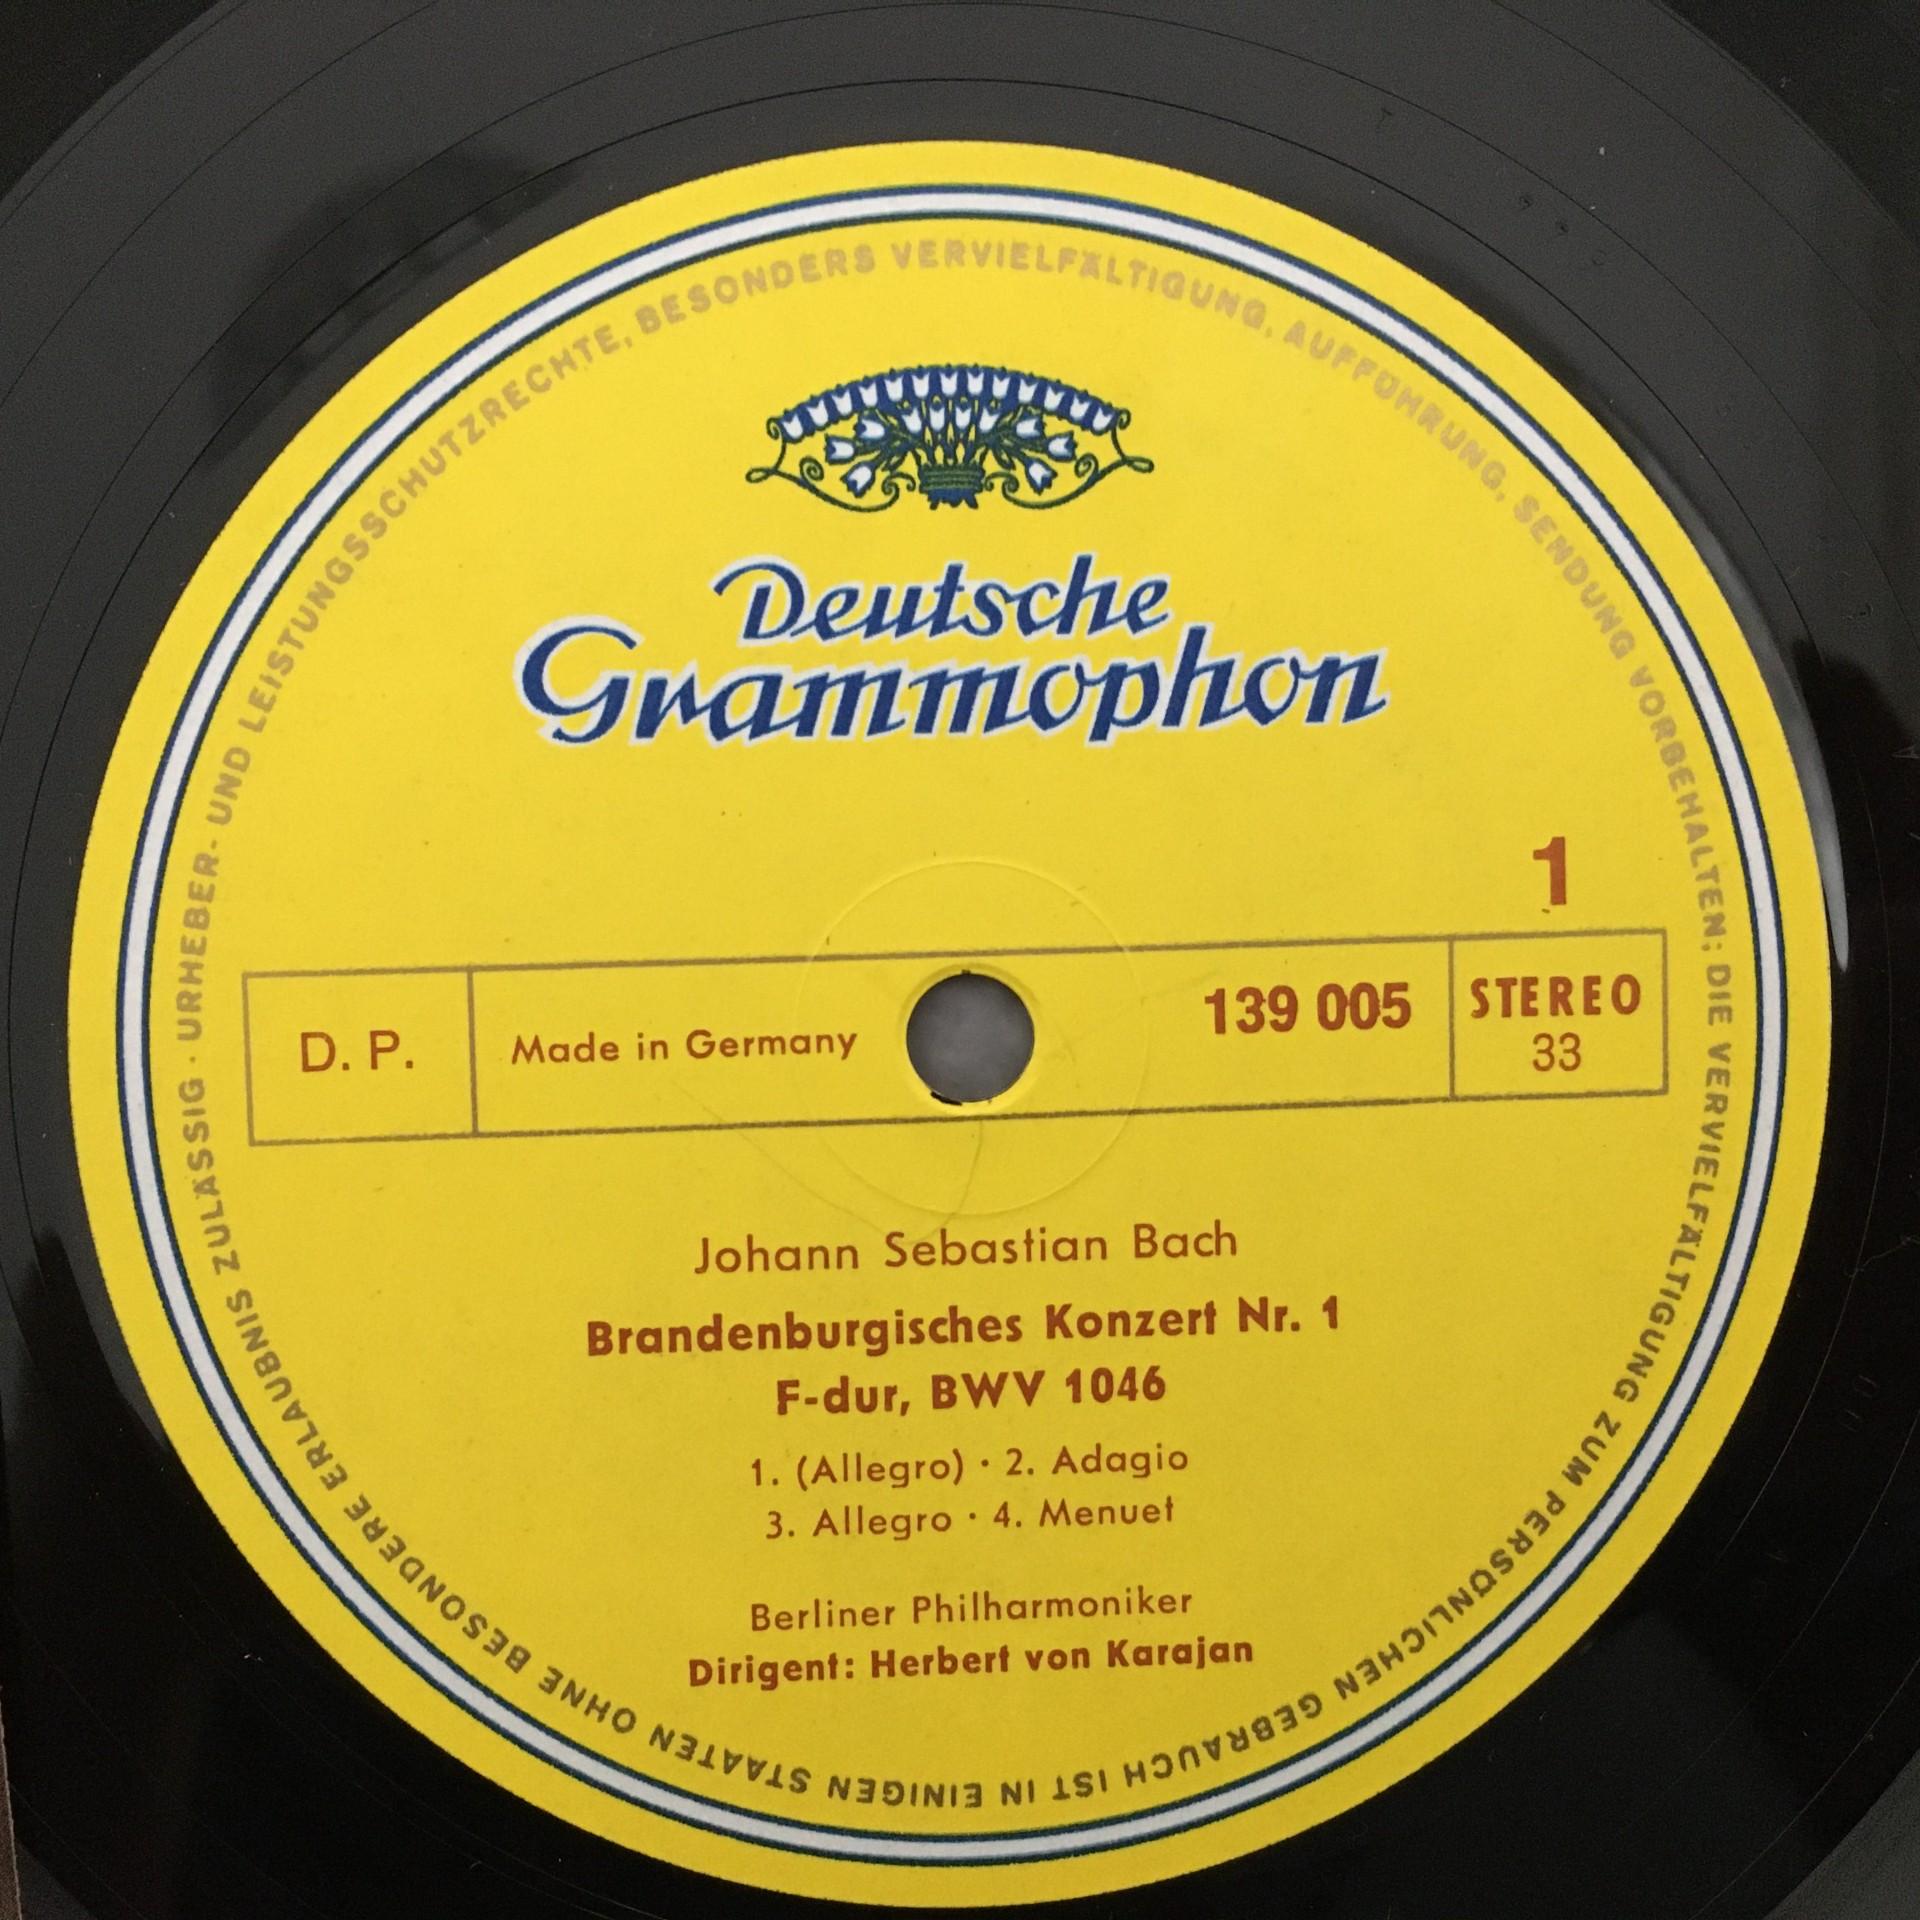 URHEBER- UND LEISTUNGSSCHUTZRECHTE, BESONDERS VERVIELFÄLTIGUNG, AUFFÜHRUNG, SENDUNG VORBEHALTEN; DIE VERVIELFÄLTIGUNG ZUM PERSÖNLICHEN GEBRAUCH IST IN EINIGEN STAATEN OHNE BESONDERE ERLAUBNIS ZULÄSSIG ·
Deutsche
Grammophon
1
D. P. Made in Germany 139 005 STEREO
33
Johann Sebastian Bach
Brandenburgisches Konzert Nr. 1
F-dur, BWV 1046
1. (Allegro) · 2. Adagio
3. Allegro · 4. Menuet
Berliner Philharmoniker
Dirigent: Herbert von Karajan